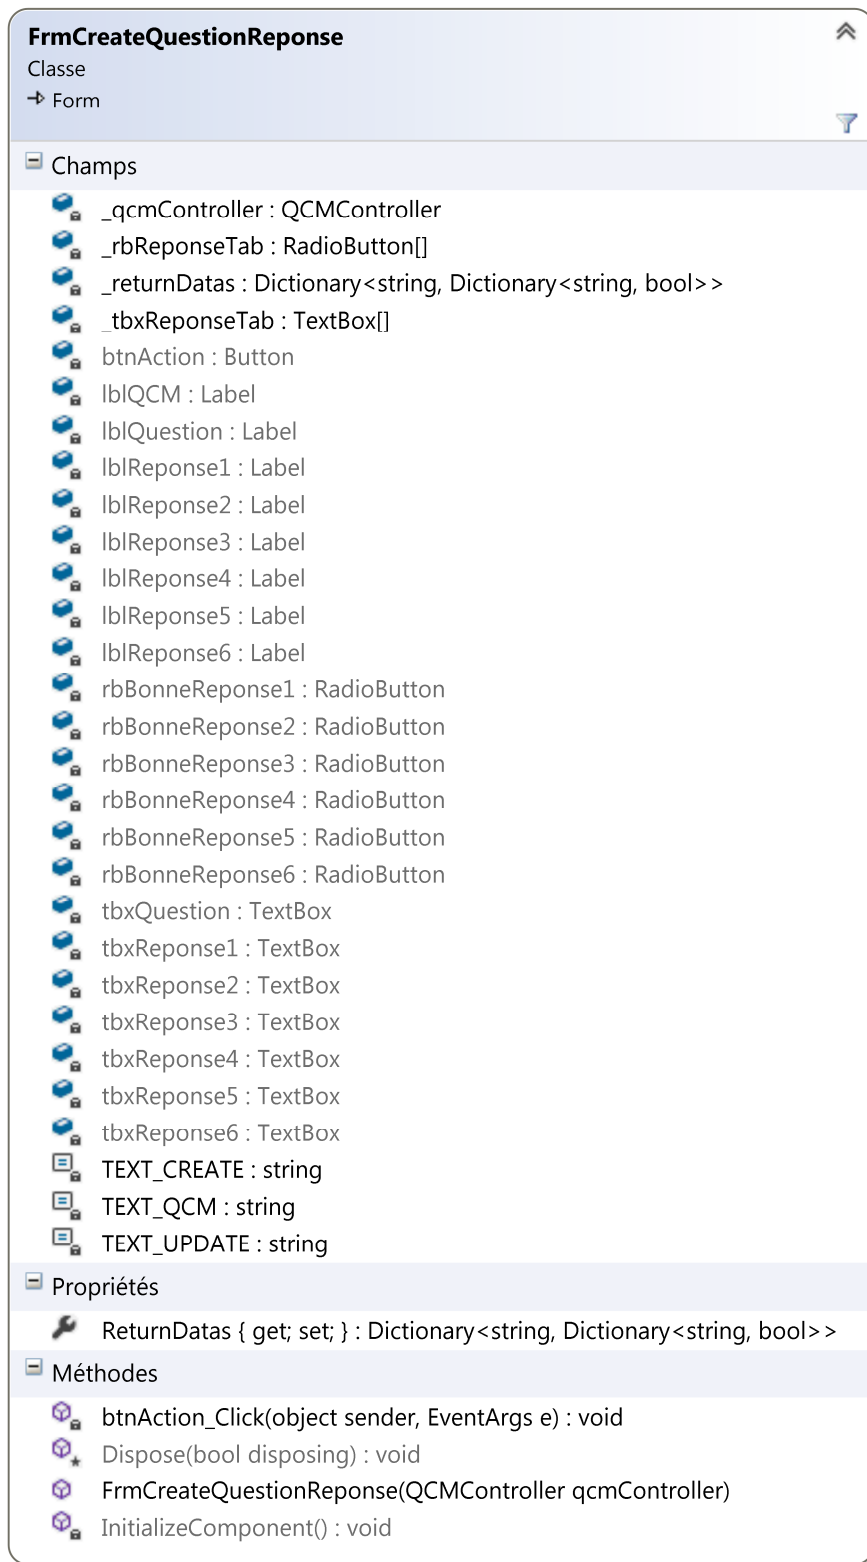 FrmCreateQuestionReponse
Classe
Form
Champs
_qcmController : QCMController
_rbReponseTab : RadioButton[]
_returnDatas : Dictionary<string, Dictionary<string, bool>>
_tbxReponseTab : TextBox[]
btnAction : Button
lblQCM : Label
lblQuestion : Label
lblReponse1 : Label
lblReponse2 : Label
lblReponse3 : Label
lblReponse4 : Label
lblReponse5 : Label
lblReponse6 : Label
rbBonneReponse1 : RadioButton
rbBonneReponse2 : RadioButton
rbBonneReponse3 : RadioButton
rbBonneReponse4 : RadioButton
rbBonneReponse5 : RadioButton
rbBonneReponse6 : RadioButton
tbxQuestion : TextBox
tbxReponse1 : TextBox
tbxReponse2 : TextBox
tbxReponse3 : TextBox
tbxReponse4 : TextBox
tbxReponse5 : TextBox
tbxReponse6 : TextBox
TEXT_CREATE : string
TEXT_QCM : string
TEXT_UPDATE : string
Propriétés
ReturnDatas { get; set; } : Dictionary<string, Dictionary<string, bool>>
Méthodes
btnAction_Click(object sender, EventArgs e) : void
Dispose(bool disposing) : void
FrmCreateQuestionReponse(QCMController qcmController)
InitializeComponent() : void